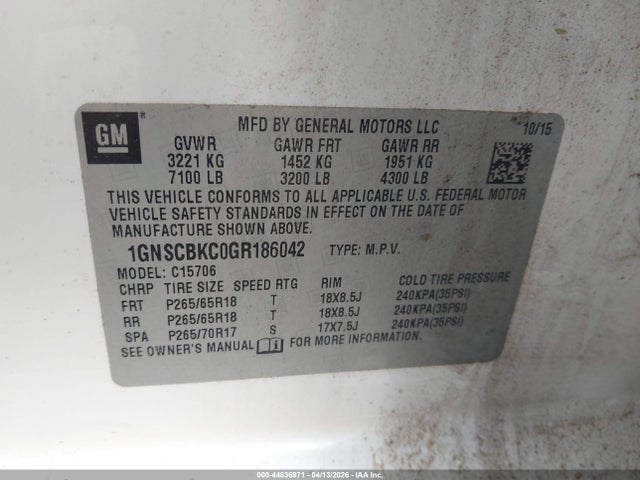 GM ®
MFD BY GENERAL MOTORS LLC 10/15
GVWR GAWR FRT GAWR RR
3221 KG 1452 KG 1951 KG
7100 LB 3200 LB 4300 LB
THIS VEHICLE CONFORMS TO ALL APPLICABLE U.S. FEDERAL MOTOR
VEHICLE SAFETY STANDARDS IN EFFECT ON THE DATE OF
MANUFACTURE SHOWN ABOVE.
1GNSCBKC0GR186042 TYPE: M.P.V.
MODEL: C15706
CHRP TIRE SIZE SPEED RTG RIM COLD TIRE PRESSURE
FRT P265/65R18 T 18X8.5J 240KPA(35PSI)
RR P265/65R18 T 18X8.5J 240KPA(35PSI)
SPA P265/70R17 S 17X7.5J 240KPA(35PSI)
SEE OWNER'S MANUAL FOR MORE INFORMATION.
000-44836971 - 04/13/2026 - IAAI.COM